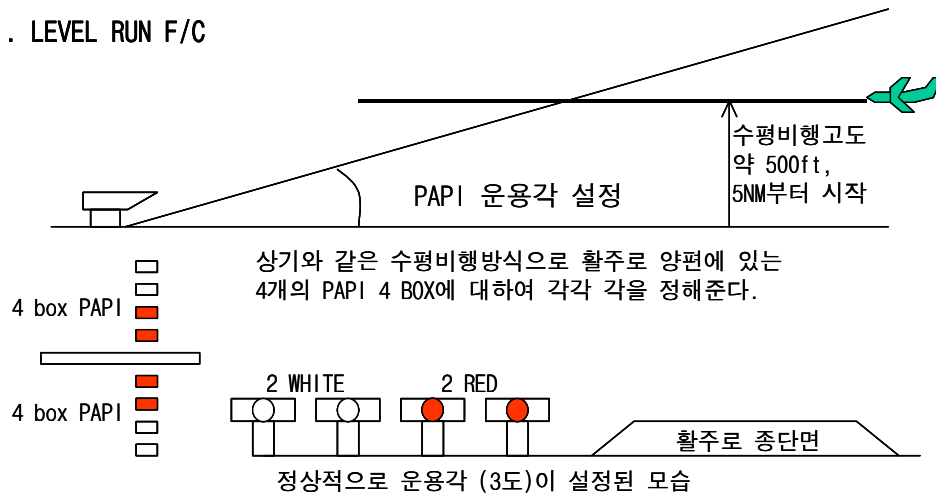 . LEVEL RUN F/C
수평비행고도
약 500ft,
5NM부터 시작
PAPI 운용각 설정
상기와 같은 수평비행방식으로 활주로 양편에 있는
4개의 PAPI 4 BOX에 대하여 각각 각을 정해준다.
4 box PAPI
4 box PAPI
2 WHITE
2 RED
활주로 종단면
정상적으로 운용각 (3도)이 설정된 모습